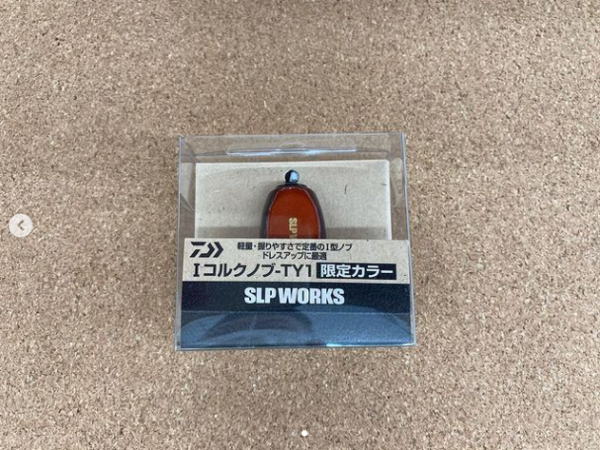 SLP W
軽量・握りやすさで定番のI型ノブ
ドレスアップに最適
Iコルクノブ-TY1 限定カラー
SLP WORKS